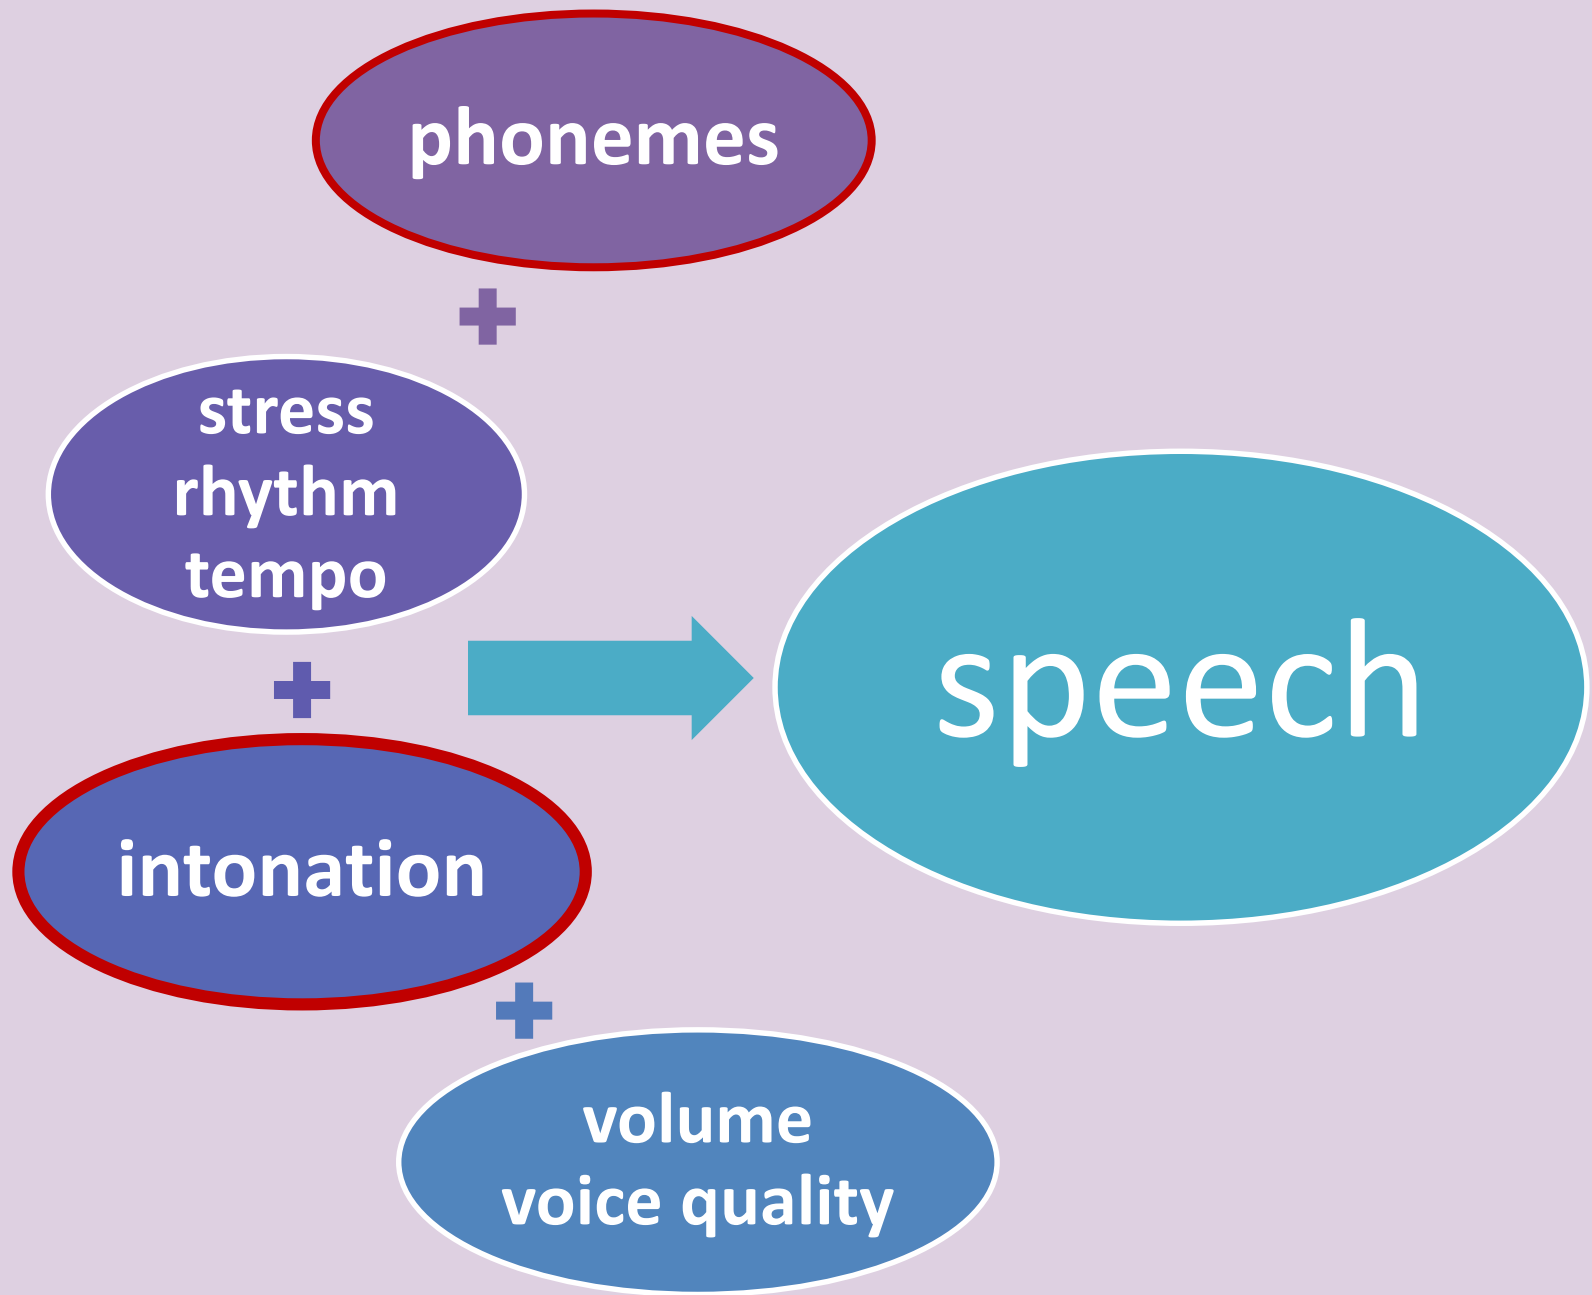 phonemes
stress
rhythm
tempo
intonation
volume
voice quality
speech